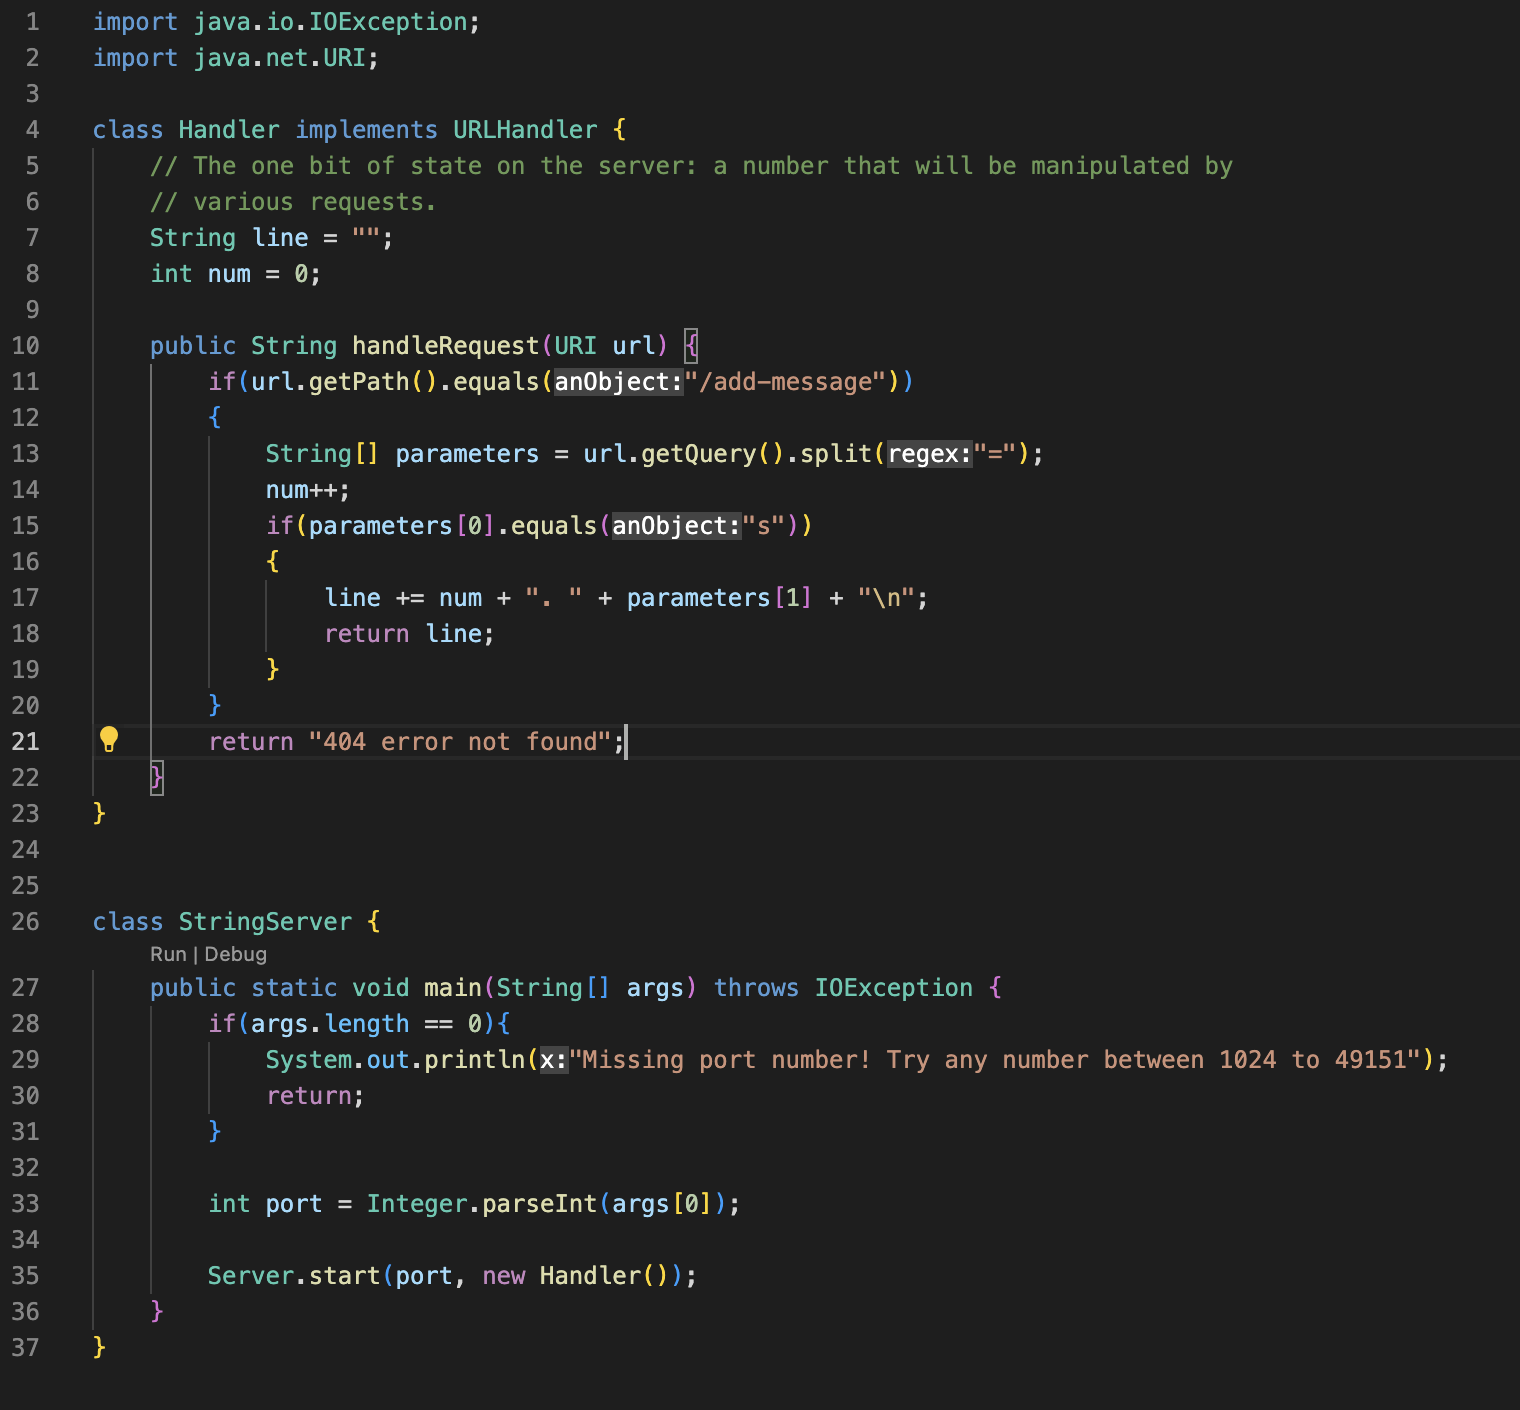 1 import java.io.IOException;
2 import java.net.URI;
3
4 class Handler implements URLHandler {
5 // The one bit of state on the server: a number that will be manipulated by
6 // various requests.
7 String line = "";
8 int num = 0;
9
10 public String handleRequest(URI url) {
11 if(url.getPath().equals(anObject:"/add-message"))
12 {
13 String[] parameters = url.getQuery().split(regex:"=");
14 num++;
15 if(parameters[0].equals(anObject:"s"))
16 {
17 line += num + ". " + parameters[1] + "\n";
18 return line;
19 }
20 }
21 return "404 error not found";
22 }
23 }
24
25
26 class StringServer {
Run | Debug
27 public static void main(String[] args) throws IOException {
28 if(args.length == 0){
29 System.out.println(x:"Missing port number! Try any number between 1024 to 49151");
30 return;
31 }
32
33 int port = Integer.parseInt(args[0]);
34
35 Server.start(port, new Handler());
36 }
37 }